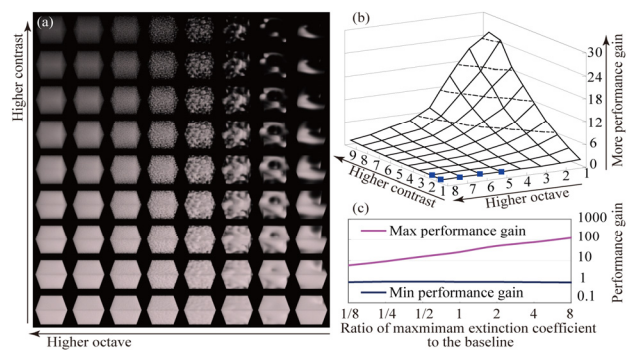 (a)
Higher contrast
Higher octave
(b)
More performance gain
30
24
18
12
6
0
9 8 7 6 5 4 3 2 1
Higher contrast
8 7 6 5 4 3 2 1
Higher octave
(c)
Max performance gain
Min performance gain
1000
100
10
1
0.1
Performance gain
1/8 1/4 1/2 1 2 4 8
Ratio of maxmimam extinction coefficient
to the baseline